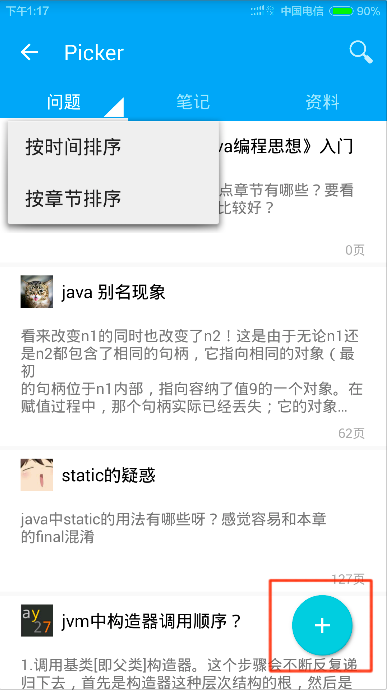 下午1:17
中国电信
90%
Picker
问题
笔记
资料
按时间排序
按章节排序
va编程思想》入门
点章节有哪些？要看
比较好？
0页
java 别名现象
看来改变n1的同时也改变了n2！这是由于无论n1还
是n2都包含了相同的句柄，它指向相同的对象（最
初
的句柄位于n1内部，指向容纳了值9的一个对象。在
赋值过程中，那个句柄实际已经丢失；它的对象...
62页
static的疑惑
java中static的用法有哪些呀？感觉容易和本章
的final混淆
127页
ay
27
jvm中构造器调用顺序？
1.调用基类[即父类]构造器。这个步骤会不断反复递
归下去，首先是构造器这种层次结构的根，然后是